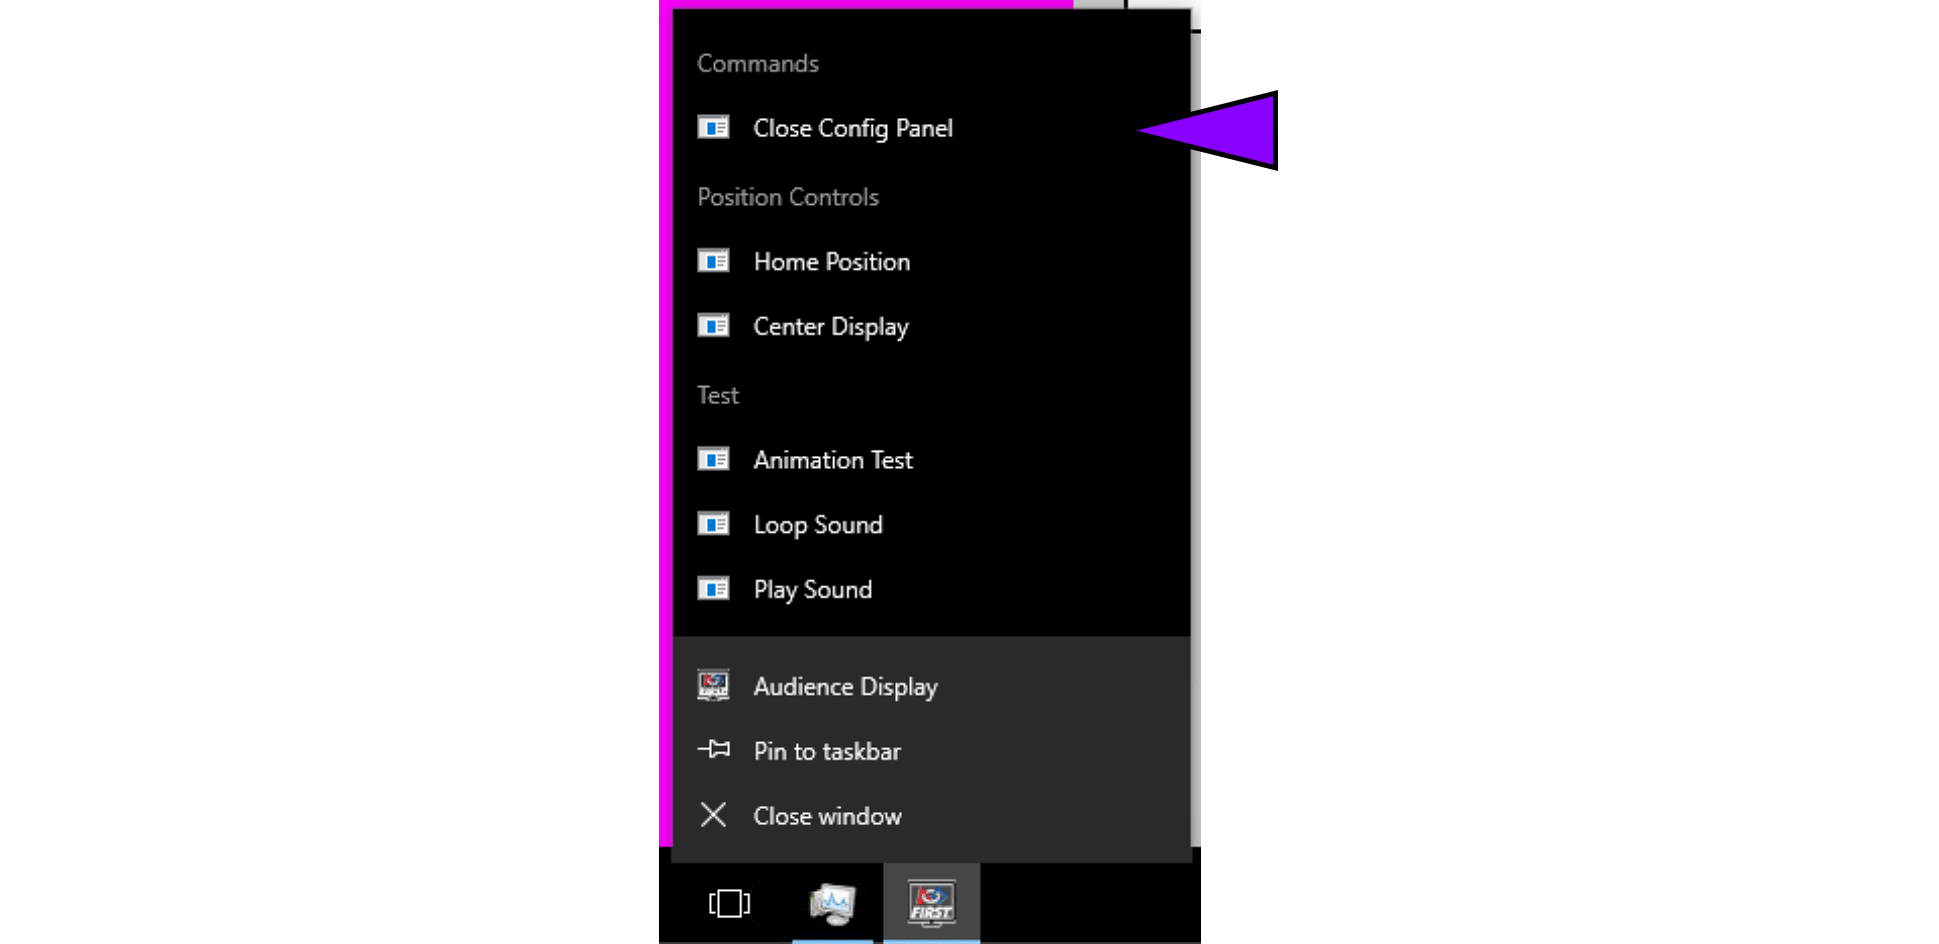 Commands
Close Config Panel
Position Controls
Home Position
Center Display
Test
Animation Test
Loop Sound
Play Sound
Audience Display
Pin to taskbar
Close window
FIRST